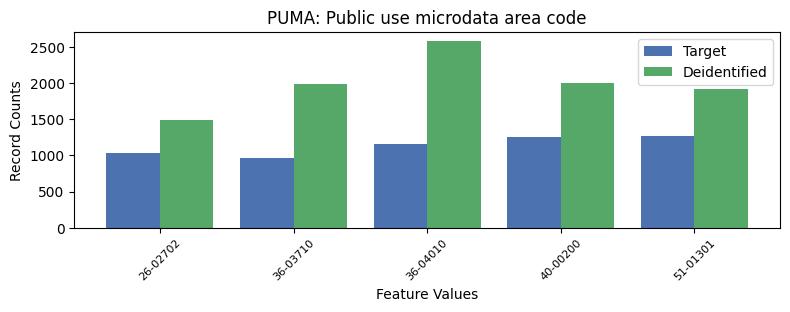 PUMA: Public use microdata area code
Target
Deidentified
Record Counts
2500
2000
1500
1000
500
0
26-02702
36-03710
36-04010
40-00200
51-01301
Feature Values